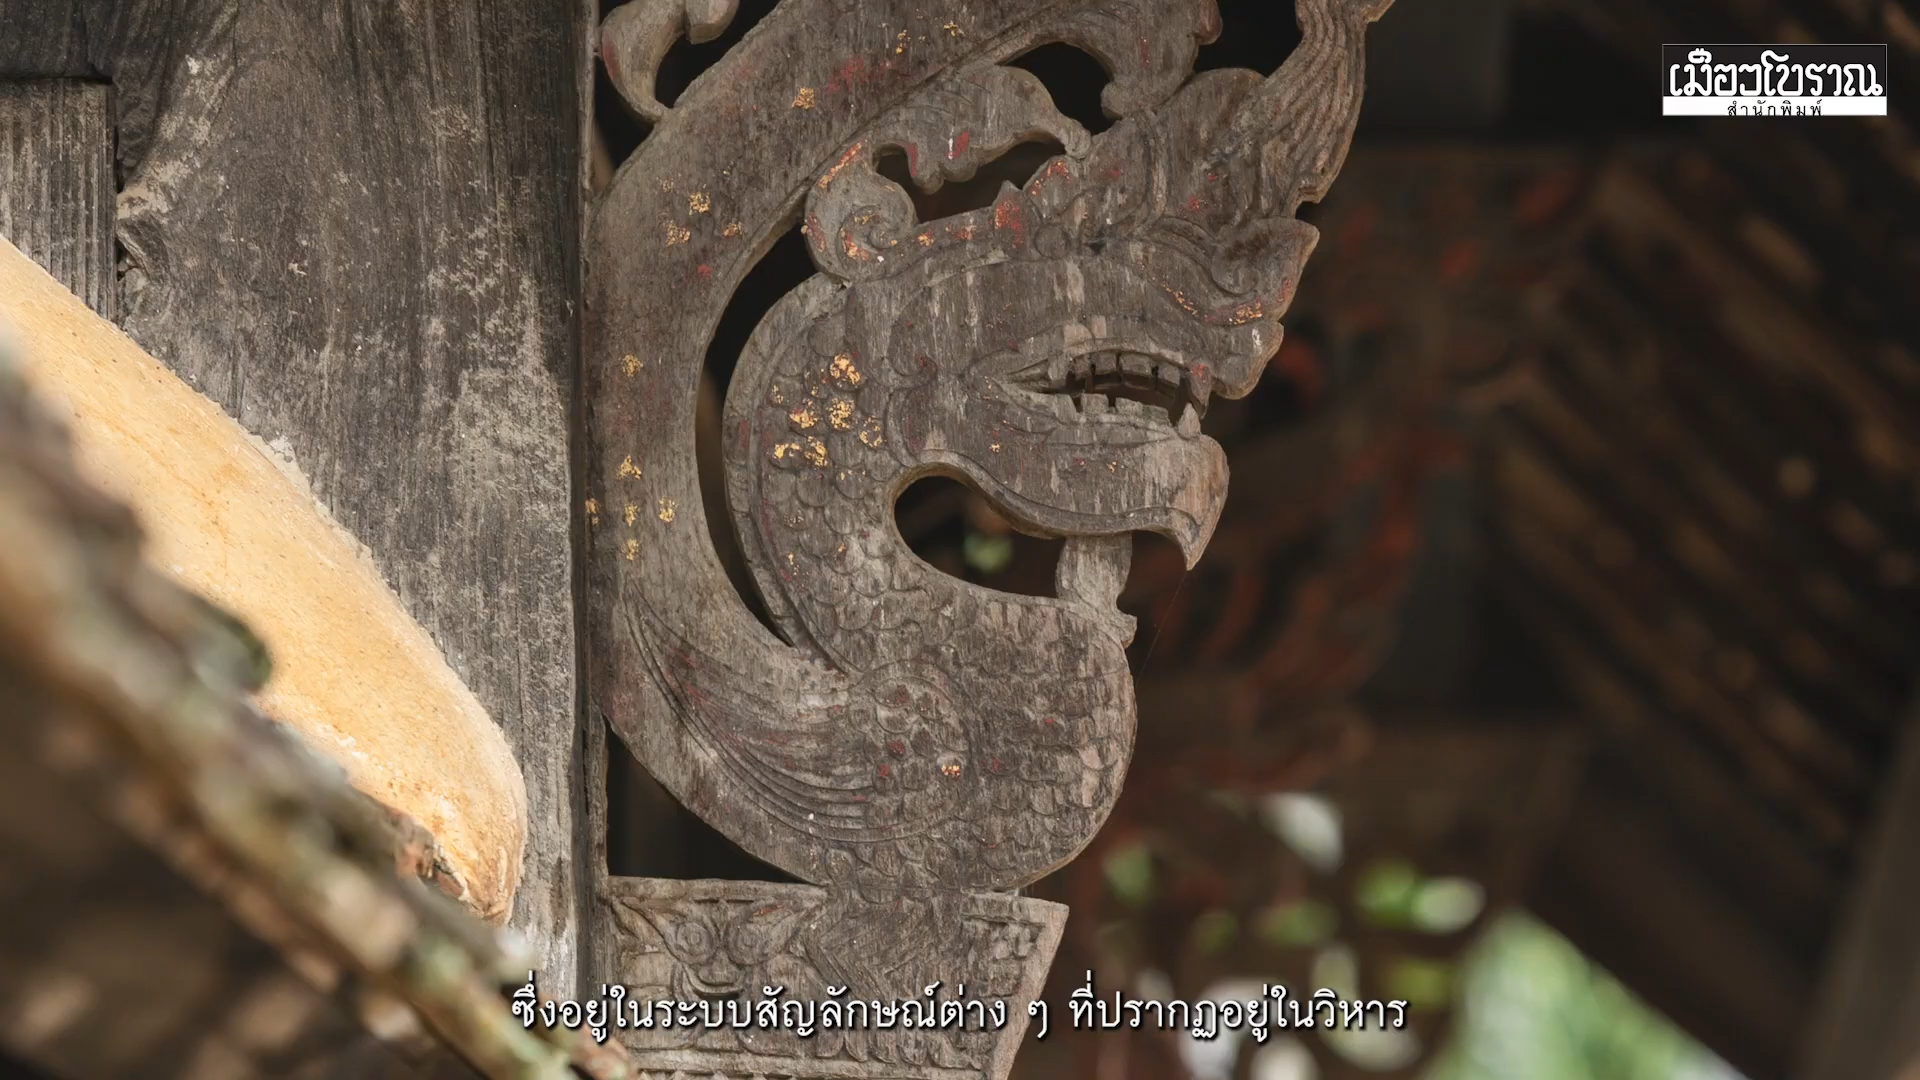 เมืองโบราณ
สำนักพิมพ์
ซึ่งอยู่ในระบบสัญลักษณ์ต่าง ๆ ที่ปรากฏอยู่ในวิหาร